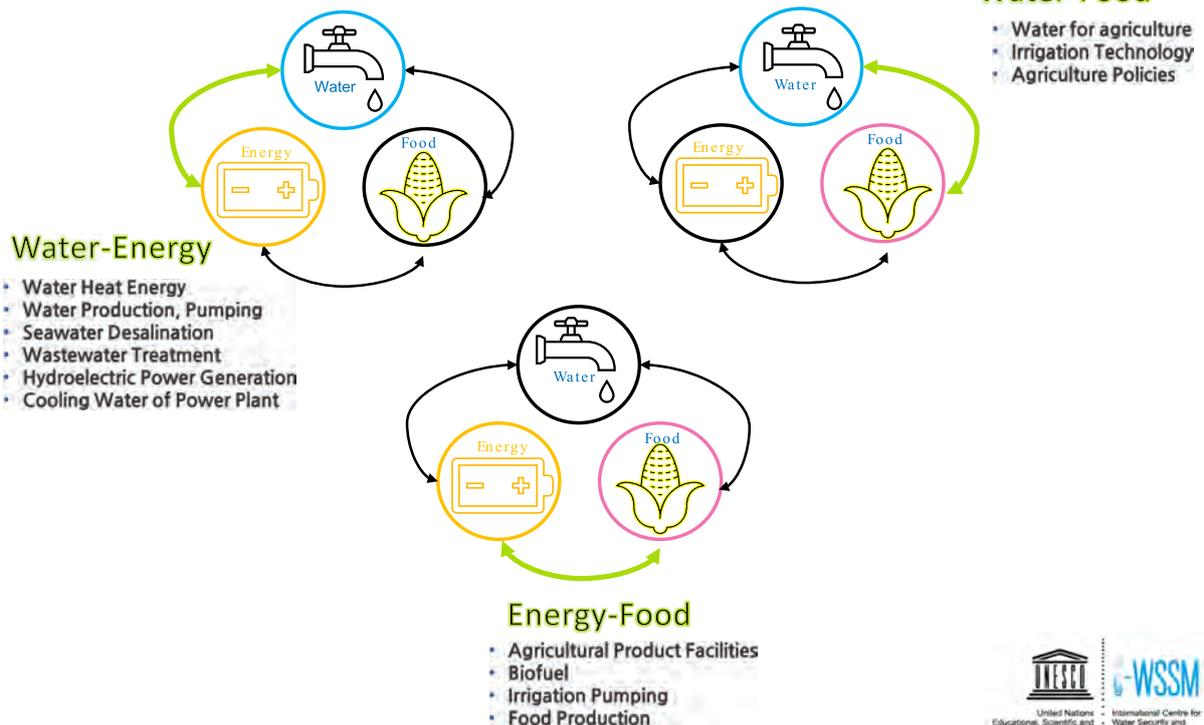 Water-Food
• Water for agriculture
• Irrigation Technology
• Agriculture Policies
Water
Energy
Food
Water
Energy
Food
Water-Energy
• Water Heat Energy
• Water Production, Pumping
• Seawater Desalination
• Wastewater Treatment
• Hydroelectric Power Generation
• Cooling Water of Power Plant
Water
Energy
Food
Energy-Food
• Agricultural Product Facilities
• Biofuel
• Irrigation Pumping
• Food Production
UNESCO
i-WSSM
United Nations
Educational, Scientific and
International Centre for
Water Security and